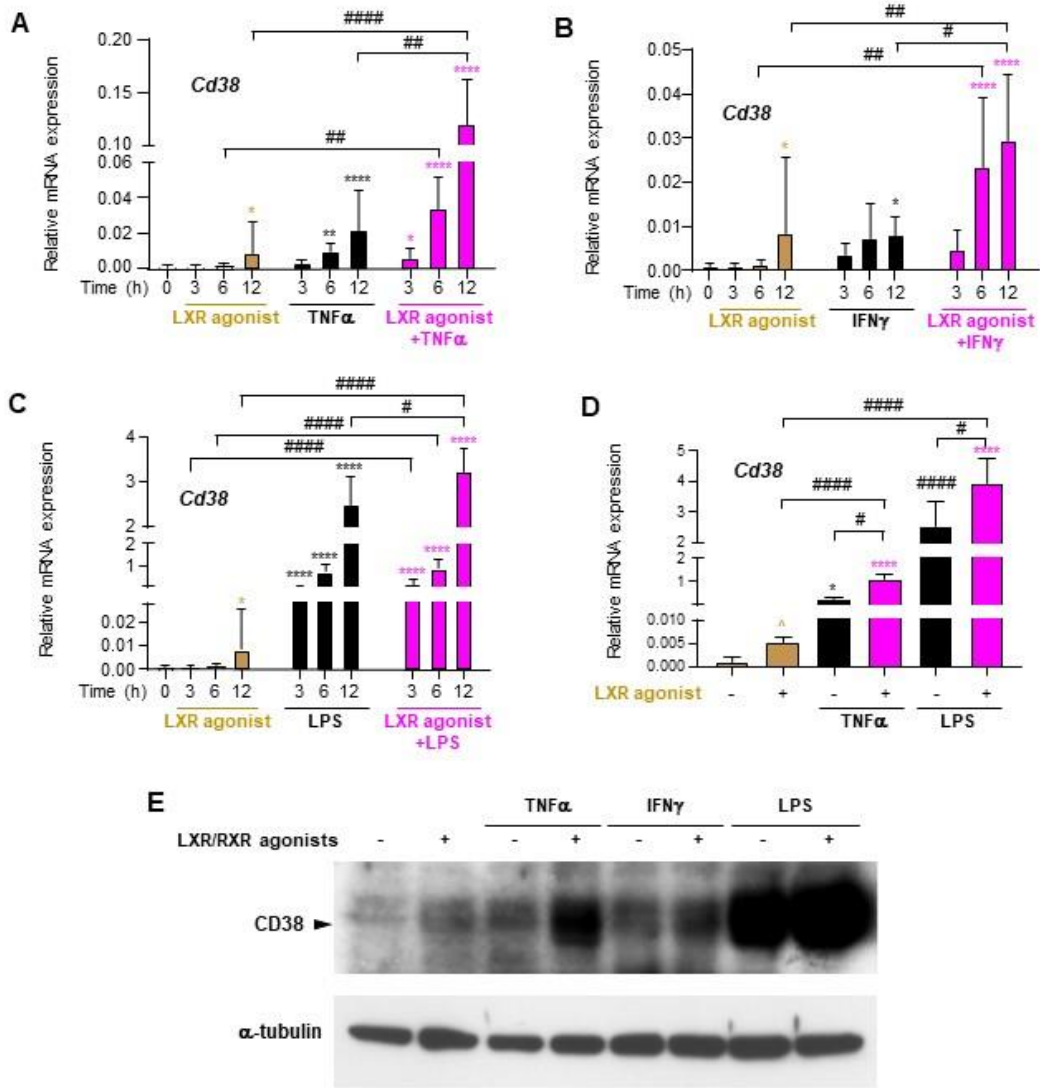 A
####
##
****
0.20
0.15
0.10
0.06
0.04
0.02
0.00
Relative mRNA expression
Cd38
##
****
****
*
**
*
Time (h) 0 3 6 12 3 6 12 3 6 12
LXR agonist TNFα LXR agonist
+TNFα
B
##
#
##
****
****
0.05
0.04
0.03
0.02
0.01
0.00
Relative mRNA expression
Cd38
*
*
Time (h) 0 3 6 12 3 6 12 3 6 12
LXR agonist IFNγ LXR agonist
+IFNγ
C
####
#
####
####
****
****
4
3
2
2
1
0
0.02
0.01
0.01
0.00
Relative mRNA expression
Cd38
**** **** **** ****
*
Time (h) 0 3 6 12 3 6 12 3 6 12
LXR agonist LPS LXR agonist
+LPS
D
####
#
****
####
####
#
****
*
^
5
4
3
2
2
1
0
0.010
0.005
0.000
Relative mRNA expression
Cd38
LXR agonist - + - + - +
TNFα LPS
E
TNFα IFNγ LPS
LXR/RXR agonists - + - + - + - +
CD38
α-tubulin